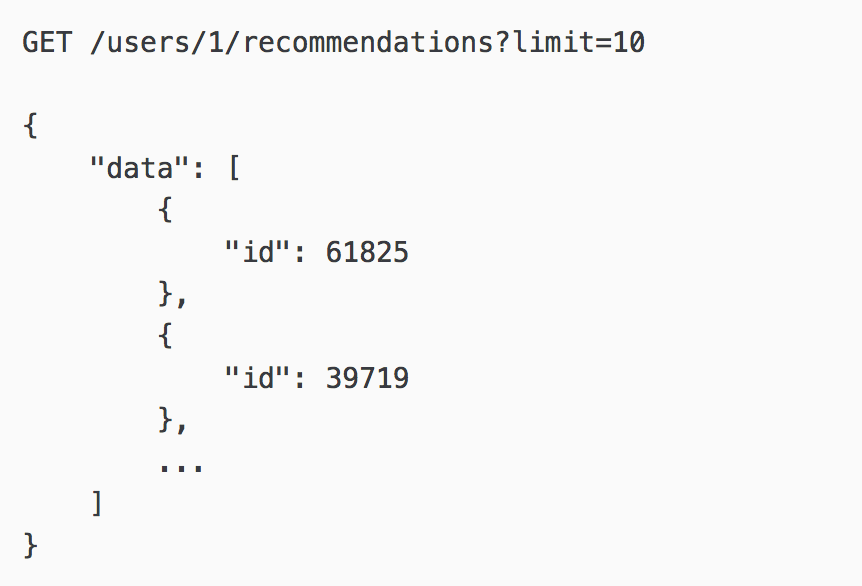 GET /users/1/recommendations?limit=10
{
"data": [
{
"id": 61825
},
{
"id": 39719
},
...
]
}